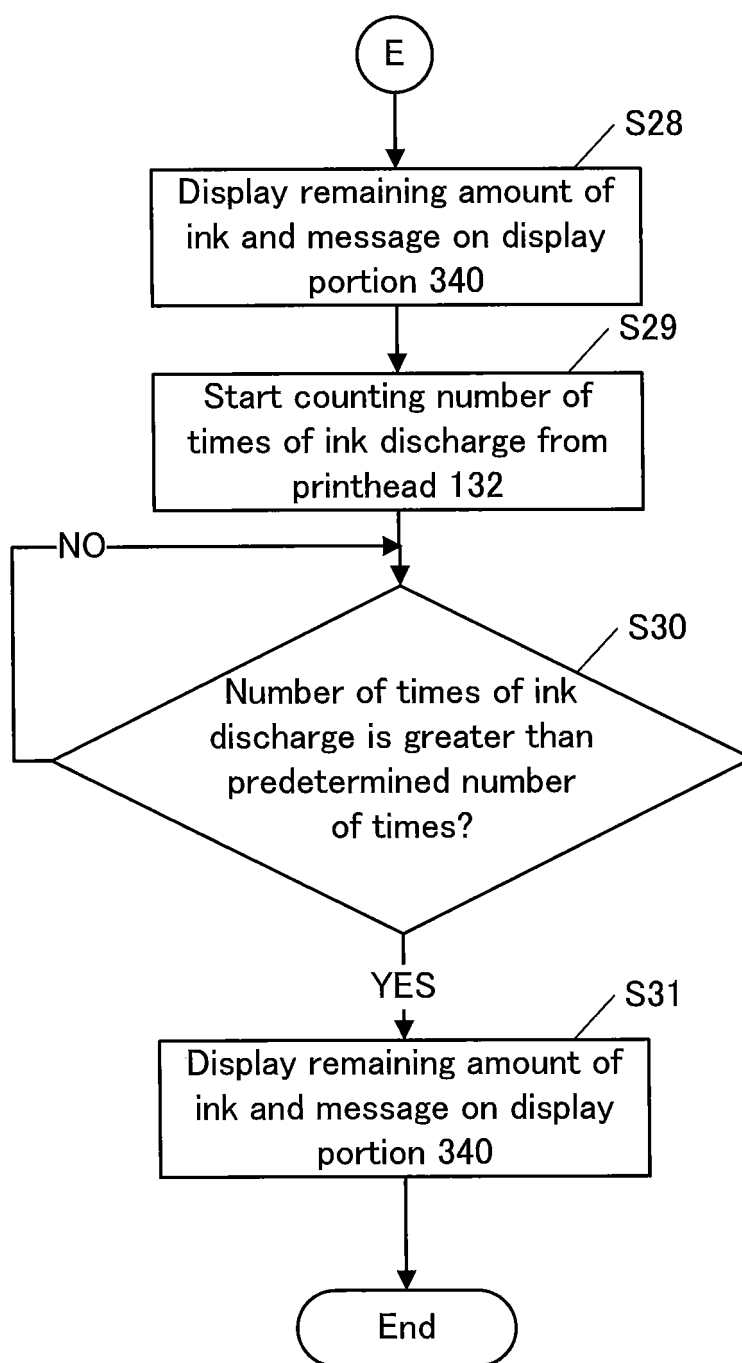 E
S28
Display remaining amount of
ink and message on display
portion 340
S29
Start counting number of
times of ink discharge from
printhead 132
NO
S30
Number of times of ink
discharge is greater than
predetermined number
of times?
YES
S31
Display remaining amount of
ink and message on display
portion 340
End